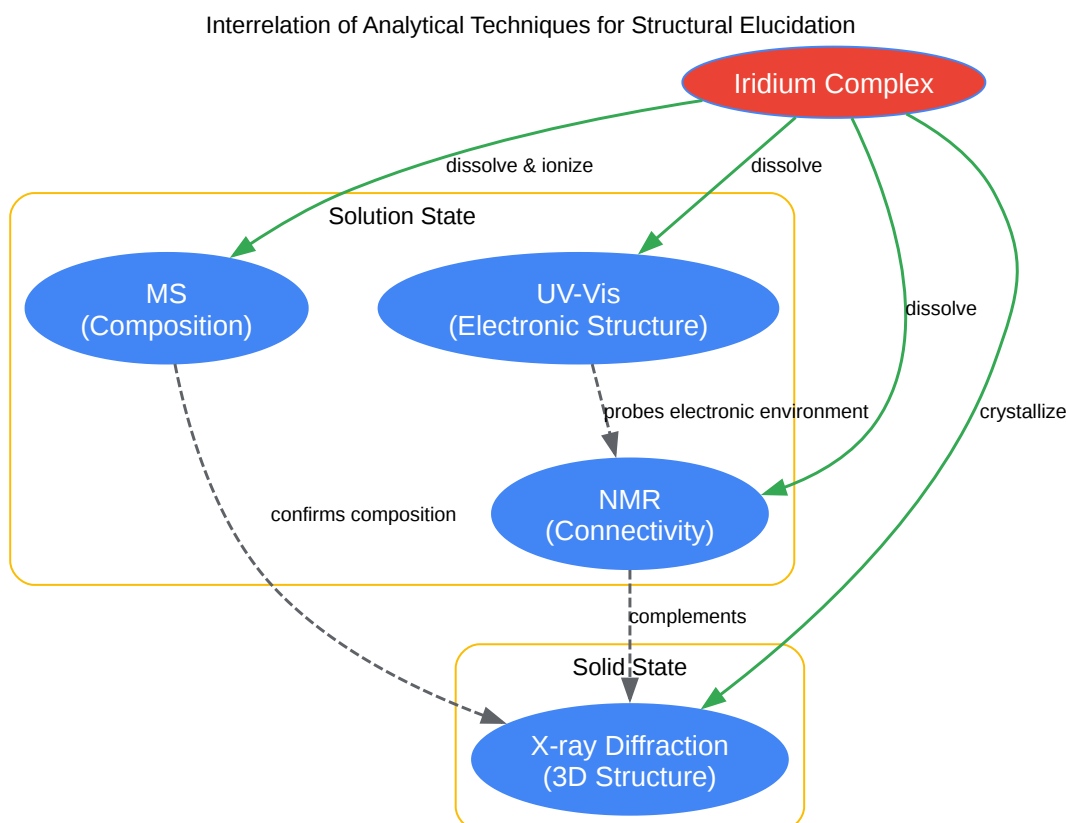 Interrelation of Analytical Techniques for Structural Elucidation
Iridium Complex
dissolve & ionize
dissolve
Solution State
MS
(Composition)
UV-Vis
(Electronic Structure)
dissolve
probes electronic environment
crystallize
NMR
(Connectivity)
confirms composition
complements
Solid State
X-ray Diffraction
(3D Structure)